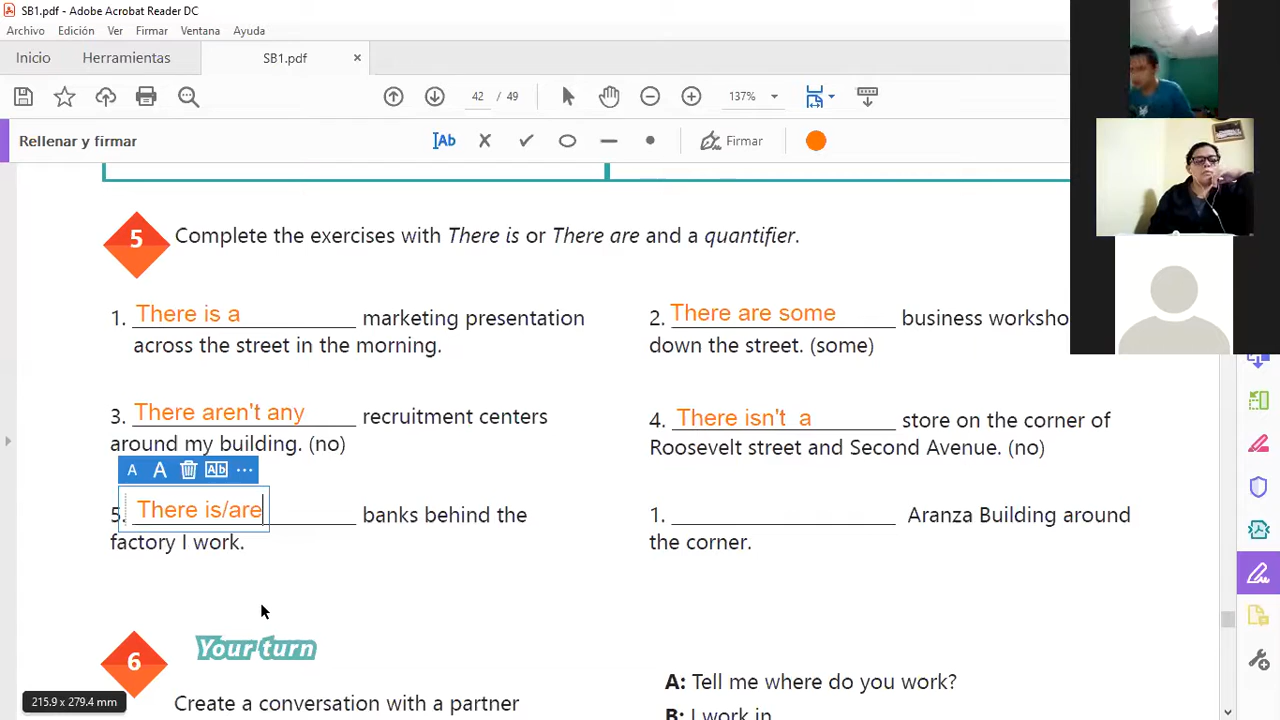 SB1.pdf - Adobe Acrobat Reader DC
Archivo Edición Ver Firmar Ventana Ayuda
Inicio Herramientas SB1.pdf ×
42 / 49 137%
Rellenar y firmar Ab Firmar
5 Complete the exercises with There is or There are and a quantifier.
1. There is a marketing presentation
across the street in the morning.
2. There are some business worksho
down the street. (some)
3. There aren't any recruitment centers
around my building. (no)
4. There isn't a store on the corner of
Roosevelt street and Second Avenue. (no)
A A Ab ...
5. There is/are banks behind the
factory I work.
1. Aranza Building around
the corner.
6 Your turn
Create a conversation with a partner
A: Tell me where do you work?
B: I work in
215.9 x 279.4 mm